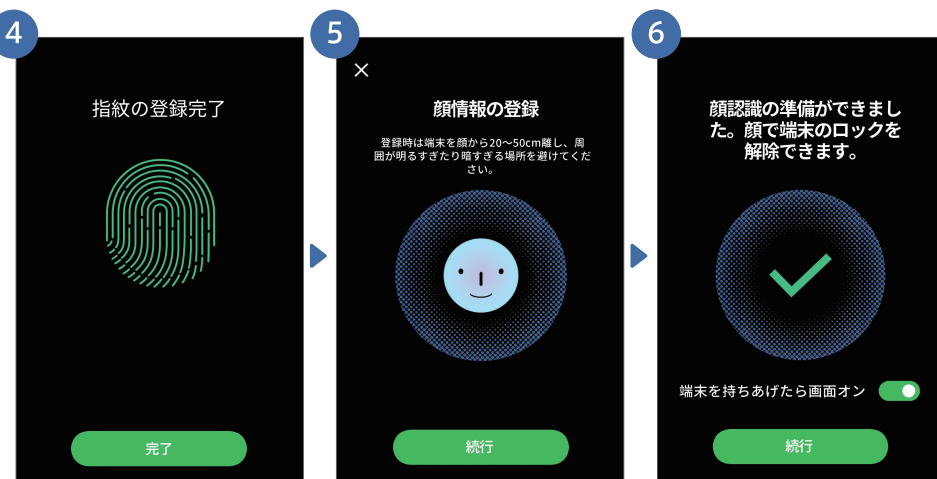 4
指紋の登録完了
完了
5
顔情報の登録
登録時は端末を顔から20〜50cm離し、周
囲が明るすぎたり暗すぎる場所を避けてくだ
さい。
続行
6
顔認識の準備ができまし
た。顔で端末のロックを
解除できます。
端末を持ちあげたら画面オン
続行